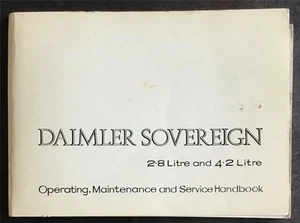 DAIMLER SOVEREIGN
2·8 Litre and 4·2 Litre
Operating, Maintenance and Service Handbook